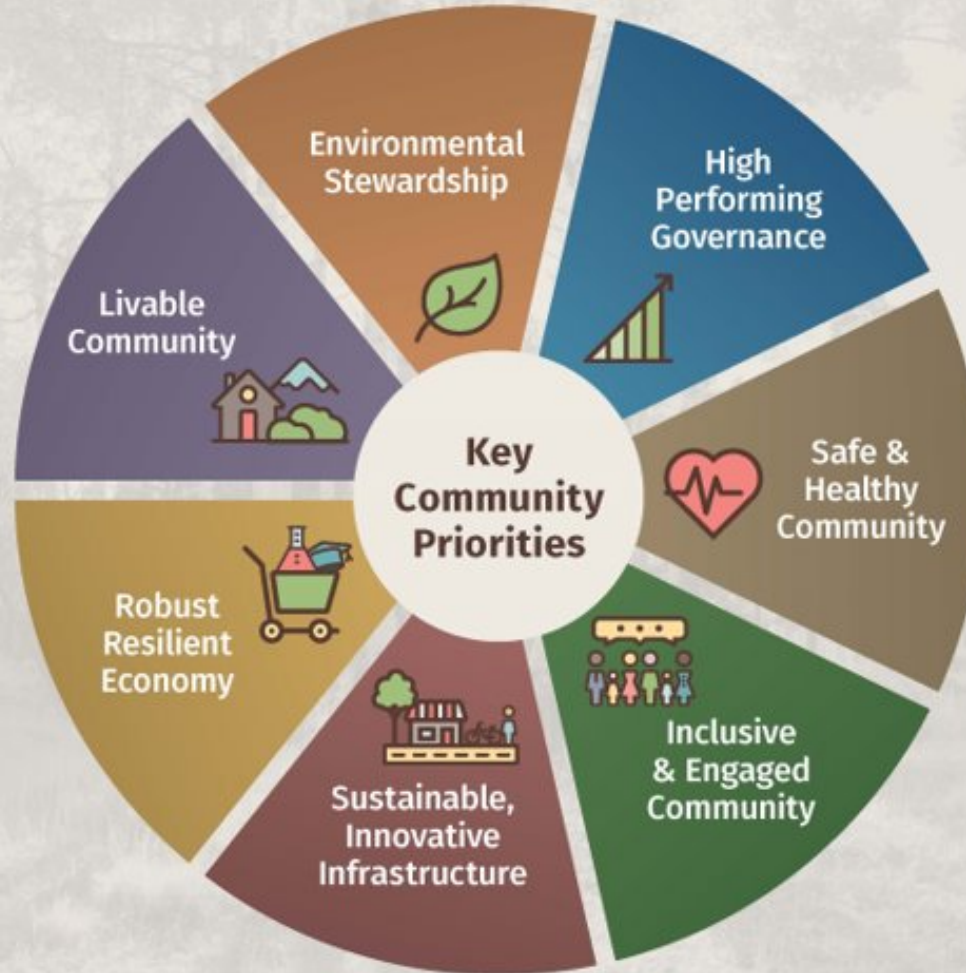 Environmental
Stewardship
High
Performing
Governance
Safe &
Healthy
Community
Inclusive
& Engaged
Community
Sustainable,
Innovative
Infrastructure
Robust
Resilient
Economy
Livable
Community
Key
Community
Priorities